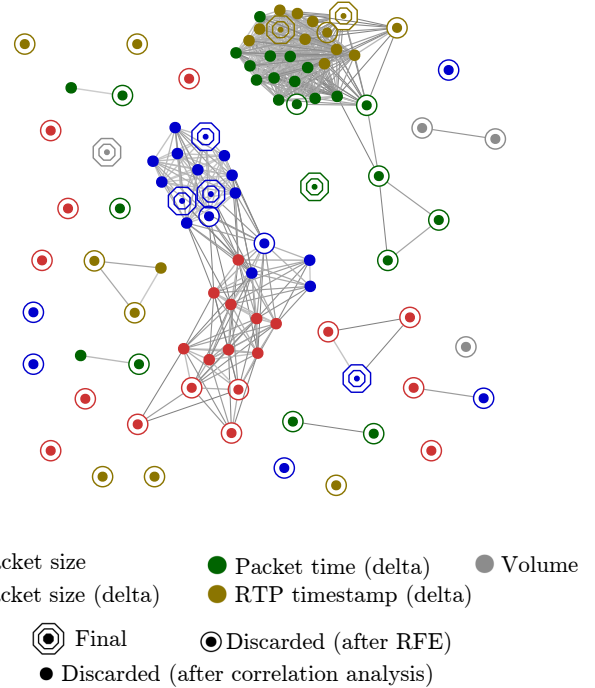 cket size
Packet time (delta)
Volume
cket size (delta)
RTP timestamp (delta)
Final
Discarded (after RFE)
Discarded (after correlation analysis)